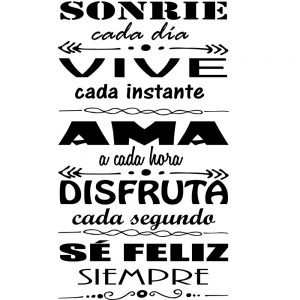 SONRIE
cada día
VIVE
cada instante
AMA
a cada hora
DISFRUTA
cada segundo
SÉ FELIZ
SIEMPRE